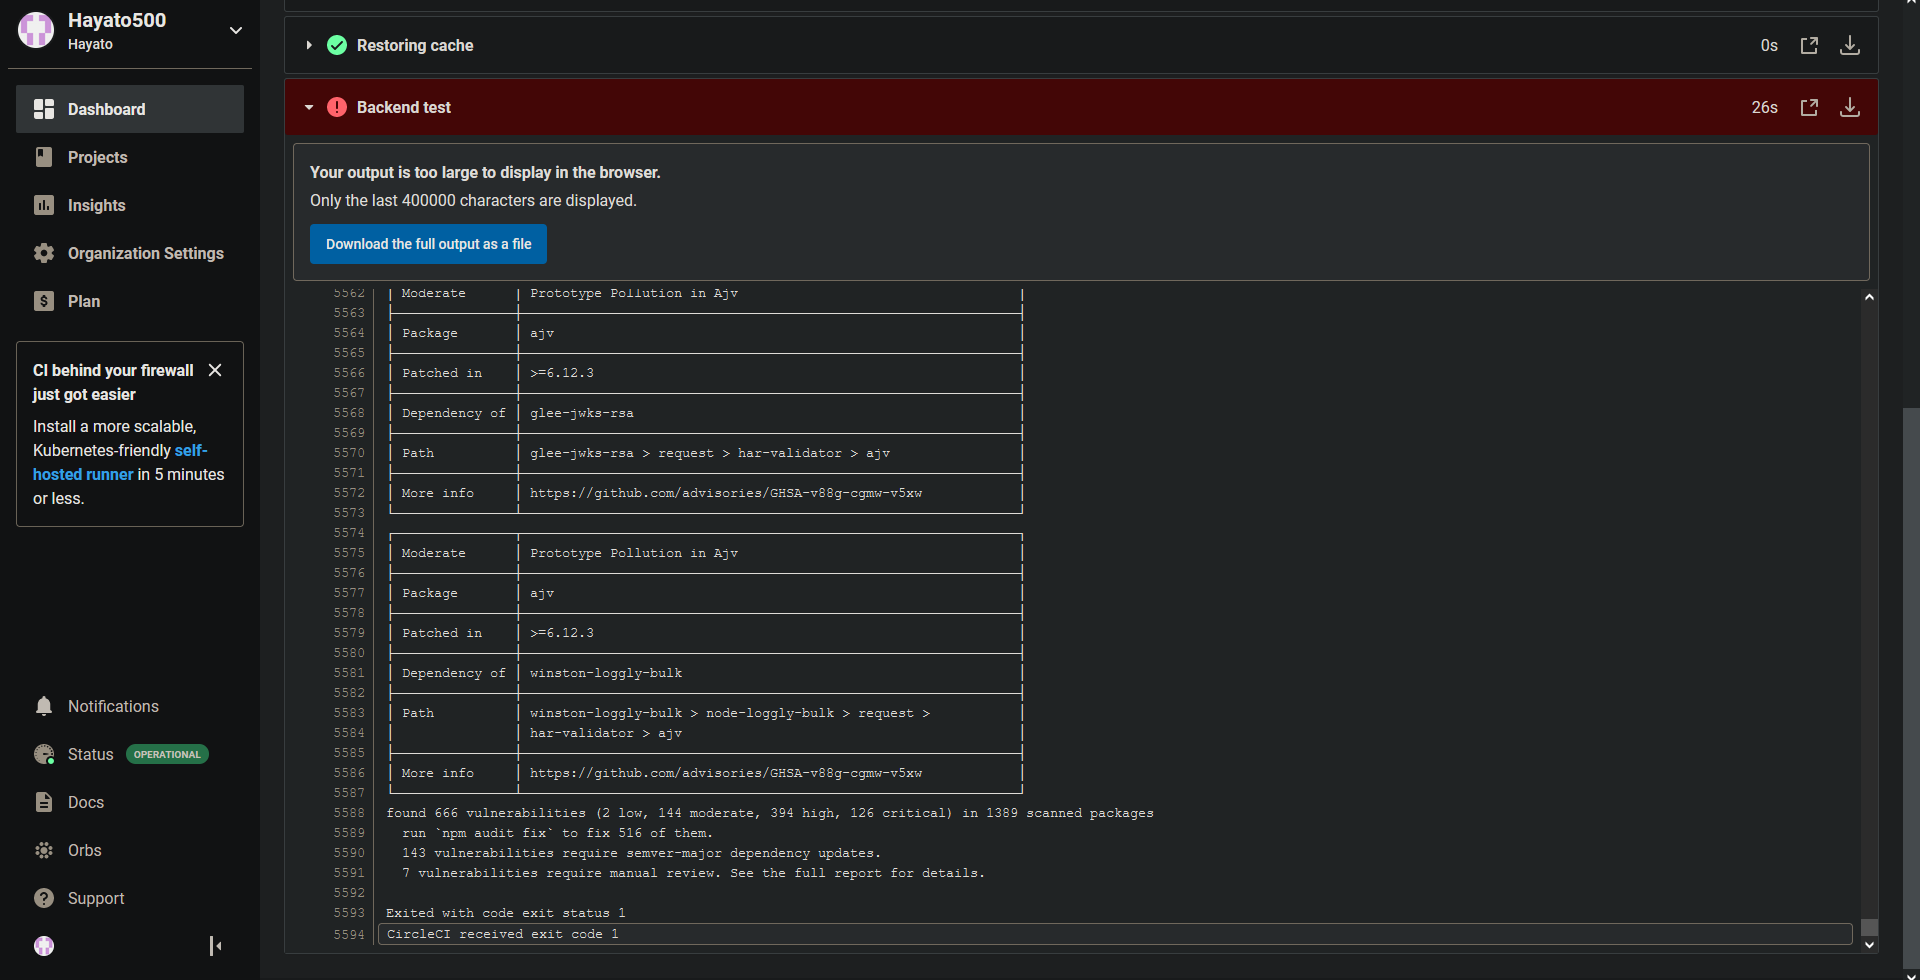 Hayato500
Hayato
Dashboard
Projects
Insights
Organization Settings
Plan
CI behind your firewall
just got easier
Install a more scalable,
Kubernetes-friendly self-
hosted runner in 5 minutes
or less.
Notifications
Status OPERATIONAL
Docs
Orbs
Support
Restoring cache 0s
Backend test 26s
Your output is too large to display in the browser.
Only the last 400000 characters are displayed.
Download the full output as a file
5562 Moderate Prototype Pollution in Ajv
5563
5564 Package ajv
5565
5566 Patched in >=6.12.3
5567
5568 Dependency of glee-jwks-rsa
5569
5570 Path glee-jwks-rsa > request > har-validator > ajv
5571
5572 More info https://github.com/advisories/GHSA-v88g-cgmw-v5xw
5573
5574
5575 Moderate Prototype Pollution in Ajv
5576
5577 Package ajv
5578
5579 Patched in >=6.12.3
5580
5581 Dependency of winston-loggly-bulk
5582
5583 Path winston-loggly-bulk > node-loggly-bulk > request >
5584 har-validator > ajv
5585
5586 More info https://github.com/advisories/GHSA-v88g-cgmw-v5xw
5587
5588 found 666 vulnerabilities (2 low, 144 moderate, 394 high, 126 critical) in 1389 scanned packages
5589 run `npm audit fix` to fix 516 of them.
5590 143 vulnerabilities require semver-major dependency updates.
5591 7 vulnerabilities require manual review. See the full report for details.
5592
5593 Exited with code exit status 1
5594 CircleCI received exit code 1